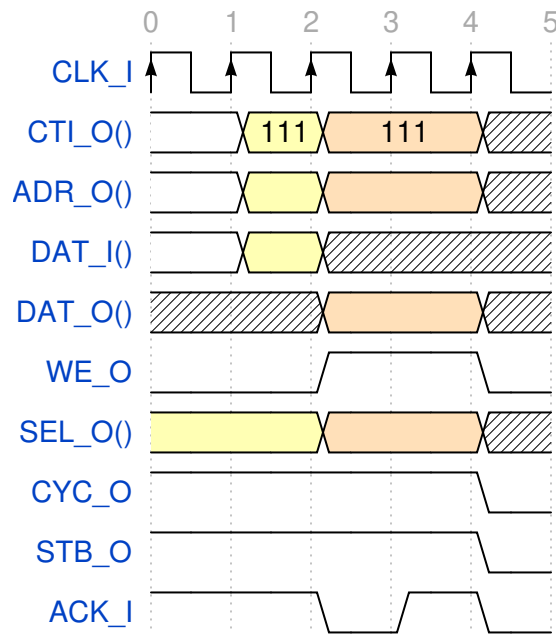 0 1 2 3 4 5
CLK_I
CTI_O() 111 111
ADR_O()
DAT_I()
DAT_O()
WE_O
SEL_O()
CYC_O
STB_O
ACK_I